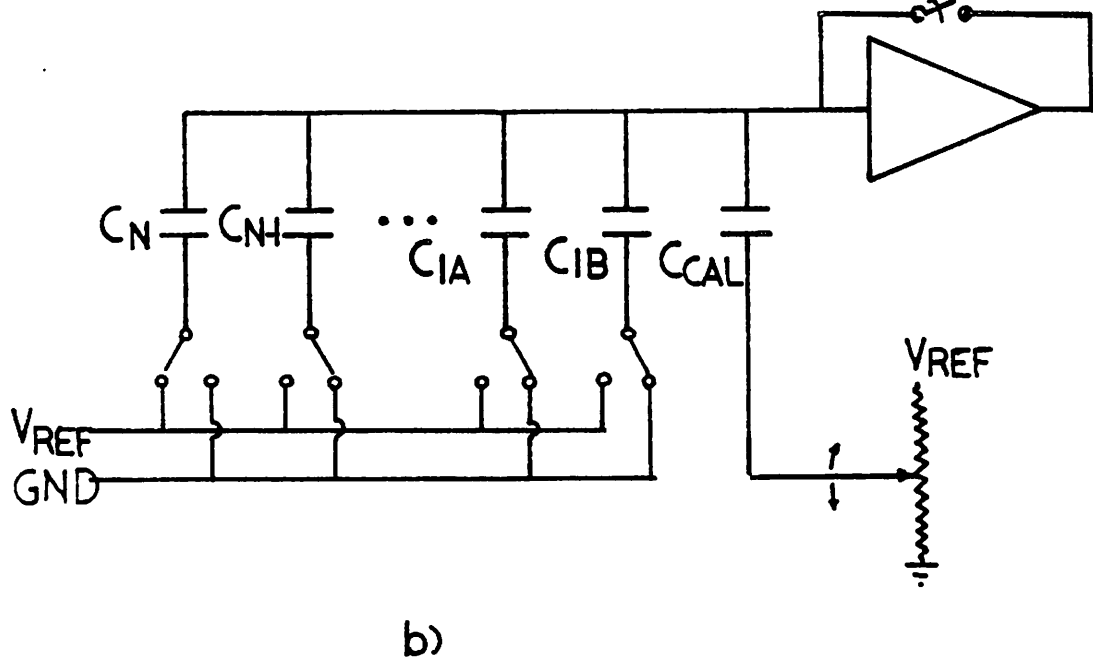 C_N C_N-1 ... C_1A C_1B C_CAL
V_REF
V_REF
GND
b)